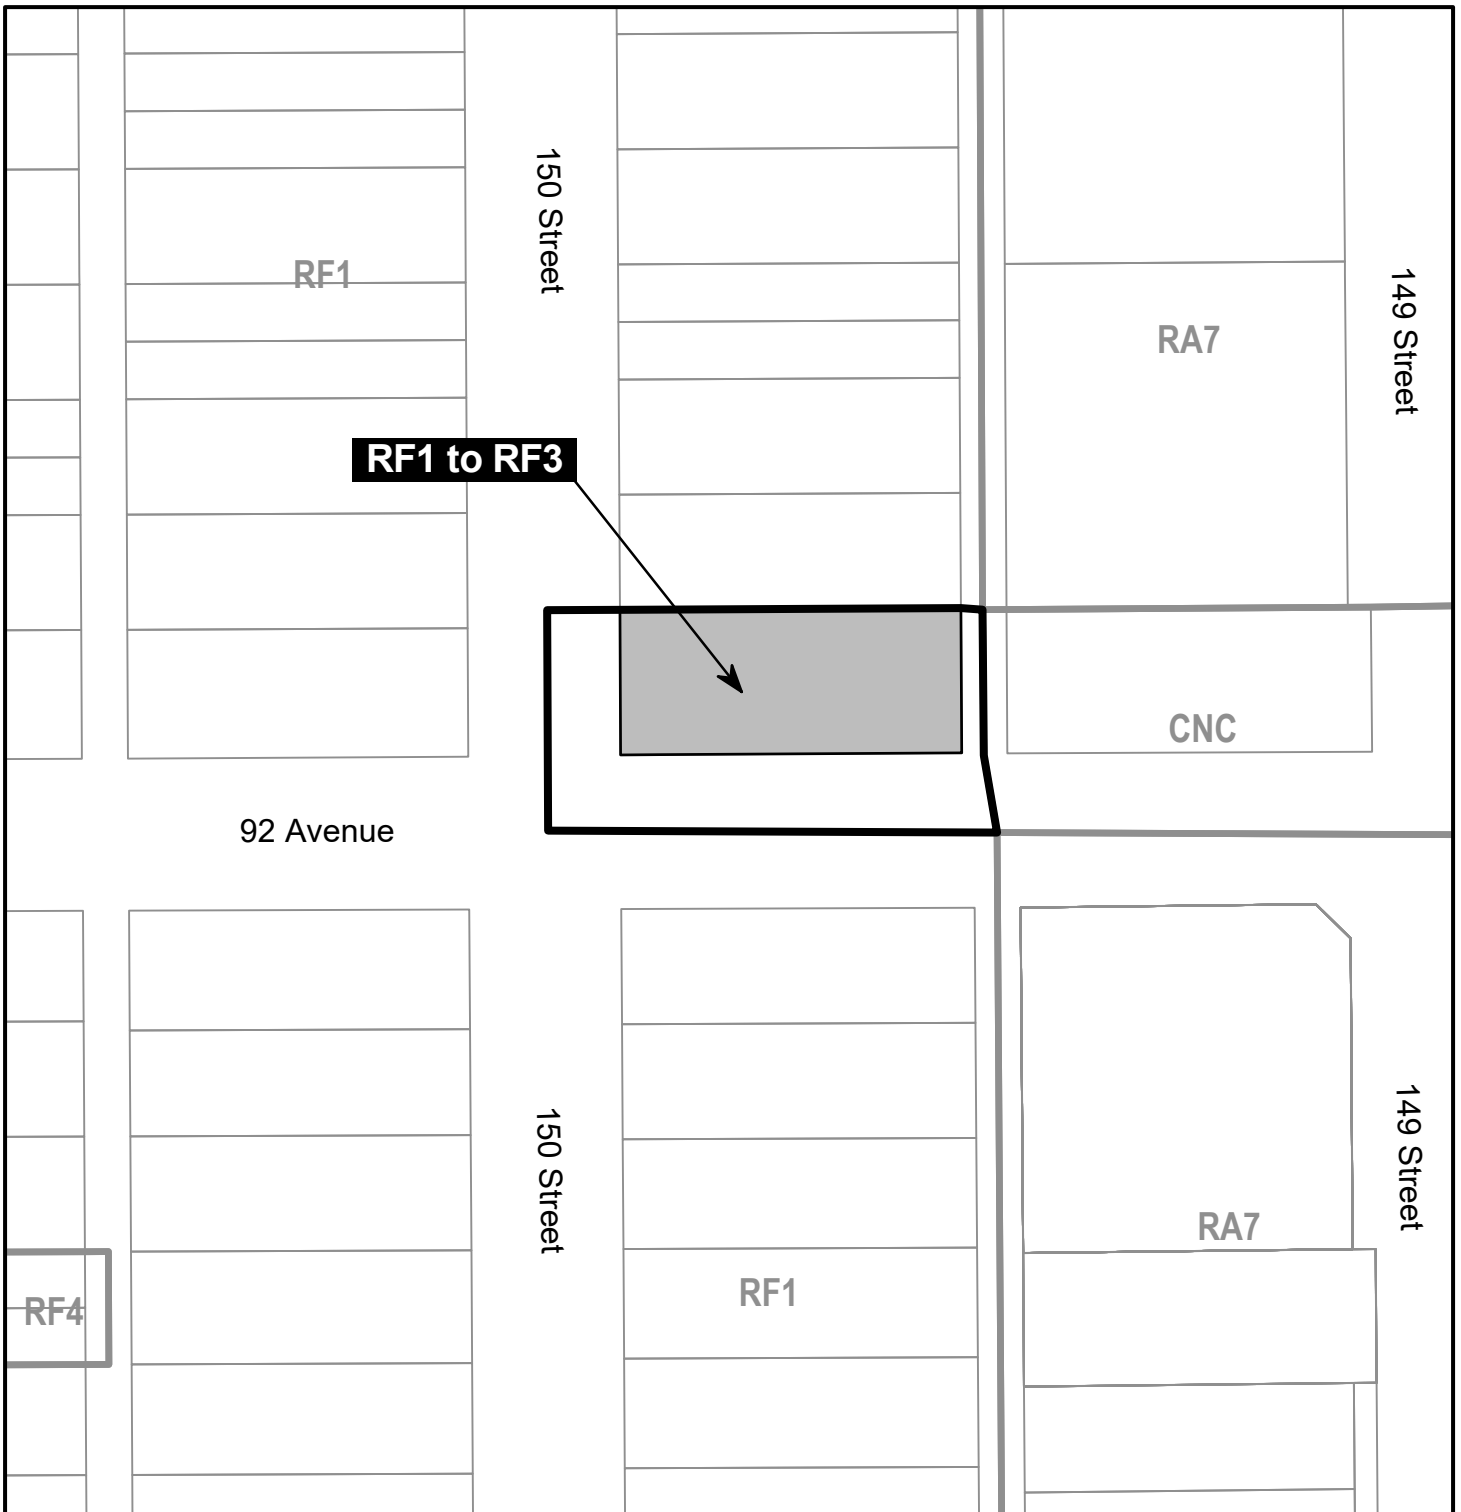 150 Street
RF1
149 Street
RA7
RF1 to RF3
CNC
92 Avenue
150 Street
149 Street
RA7
RF1
RF4